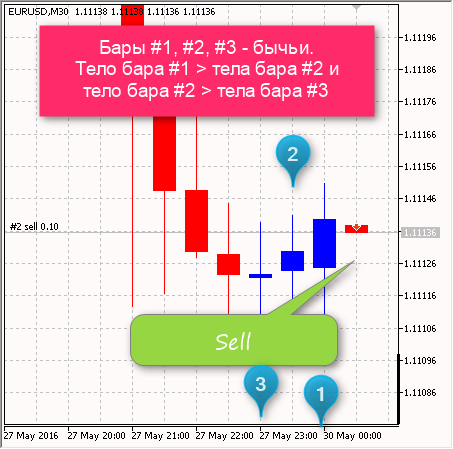 EURUSD,M30 1.11138 1.11138 1.11136 1.11136
Бары #1, #2, #3 - бычьи.
Тело бара #1 > тела бара #2 и
тело бара #2 > тела бара #3
1.11196
1.11186
1.11176
1.11166
1.11156
1.11146
1.11136
1.11126
1.11116
1.11106
1.11096
1.11086
2
#2 sell 0.10
Sell
3
1
27 May 2016
27 May 20:00
27 May 21:00
27 May 22:00
27 May 23:00
30 May 00:00